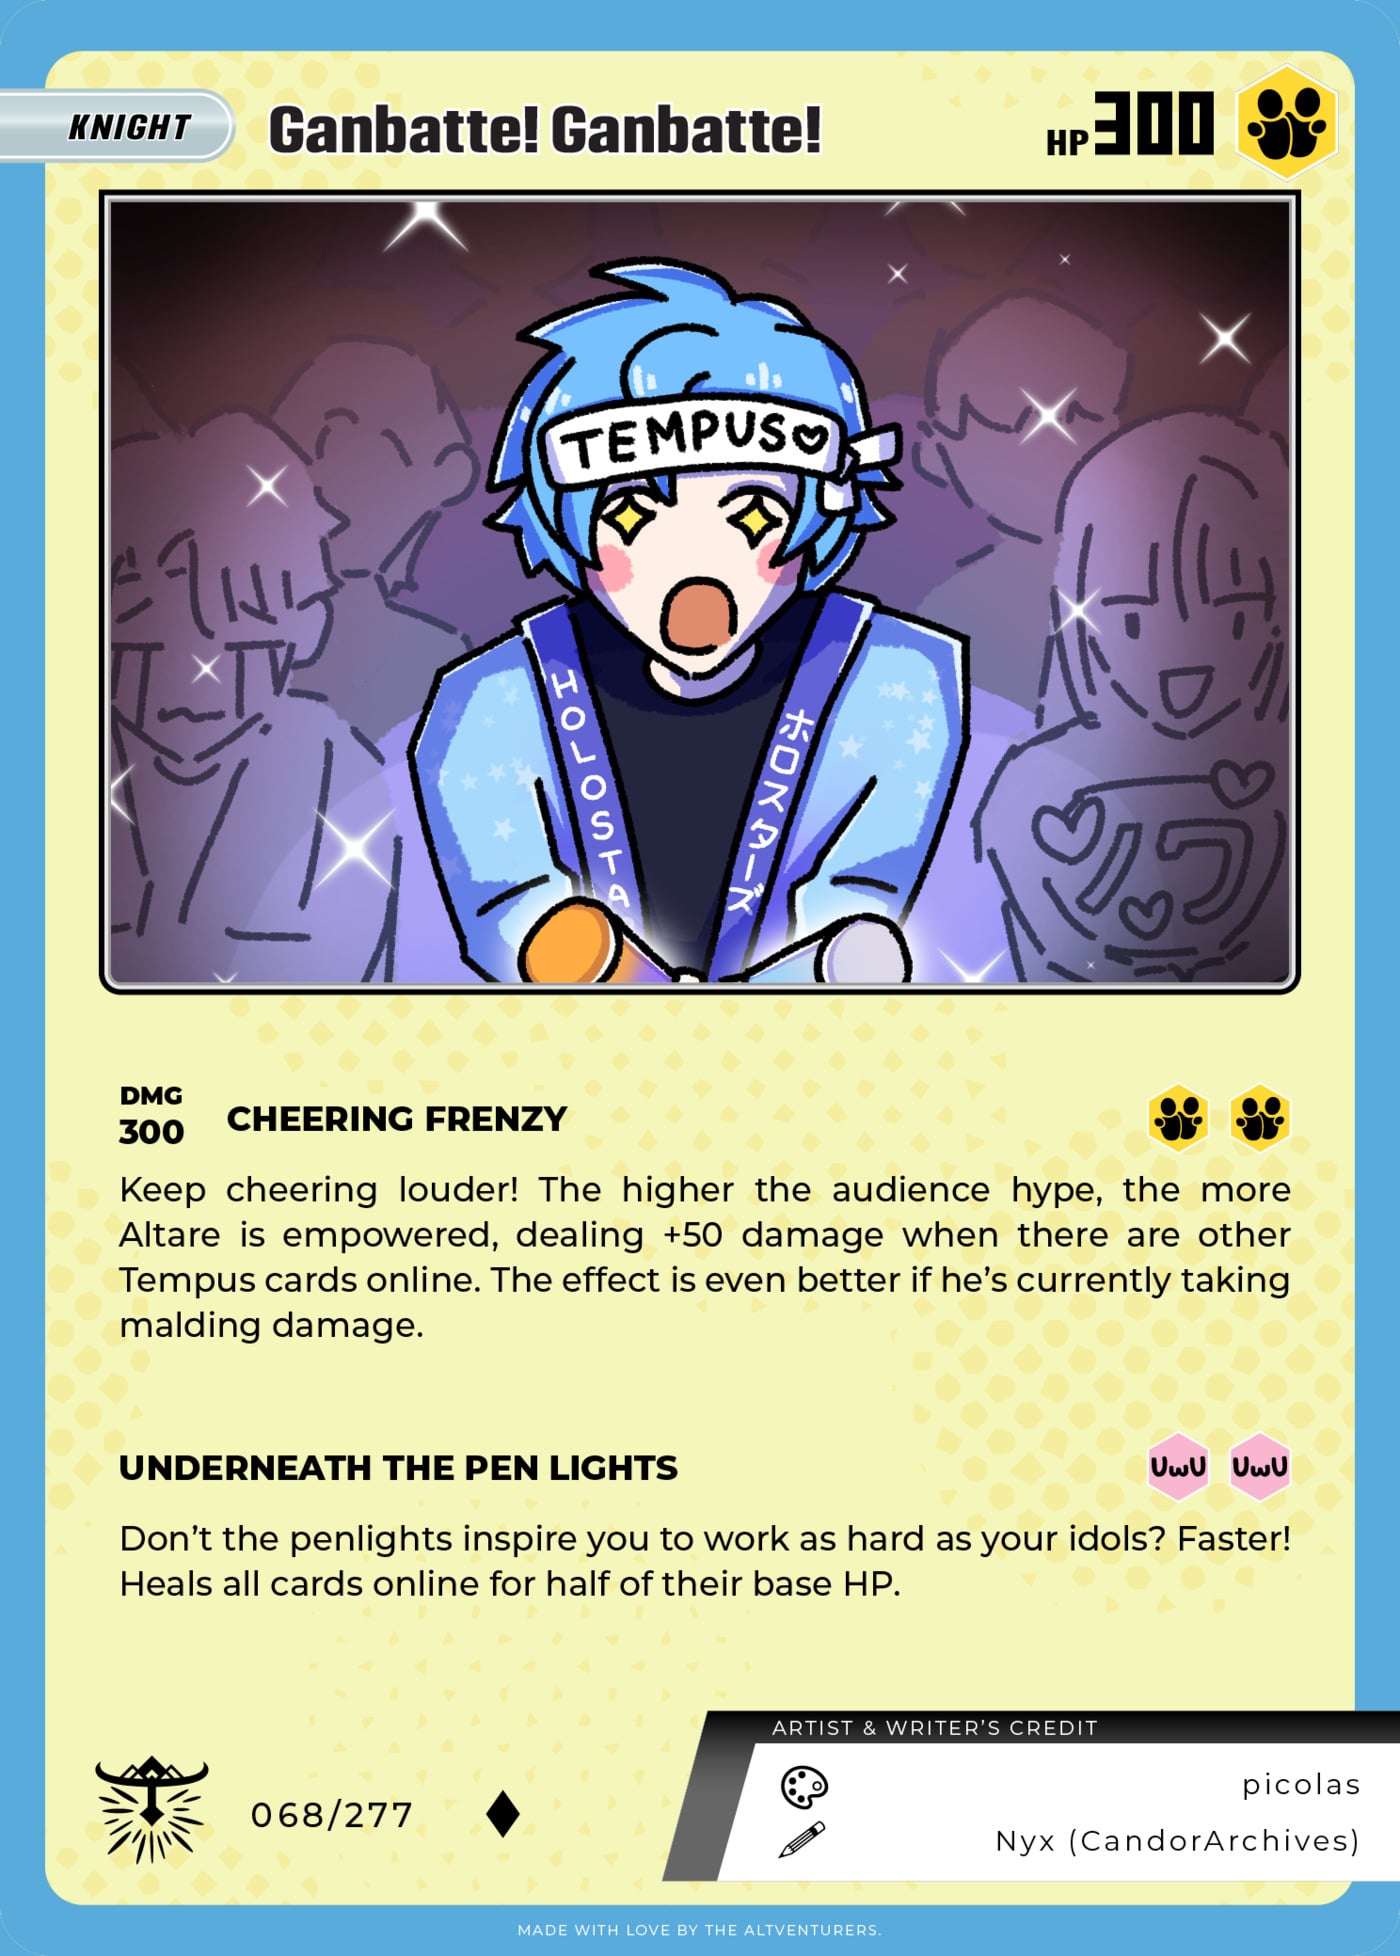 KNIGHT
Ganbatte! Ganbatte!
HP 300
TEMPUS♡
HOLOSTA
ホロスターズ
DMG
300
CHEERING FRENZY
Keep cheering louder! The higher the audience hype, the more
Altare is empowered, dealing +50 damage when there are other
Tempus cards online. The effect is even better if he's currently taking
malding damage.
UNDERNEATH THE PEN LIGHTS
UwU UwU
Don't the penlights inspire you to work as hard as your idols? Faster!
Heals all cards online for half of their base HP.
068/277
ARTIST & WRITER'S CREDIT
picolas
Nyx (CandorArchives)
MADE WITH LOVE BY THE ALTVENTURERS.